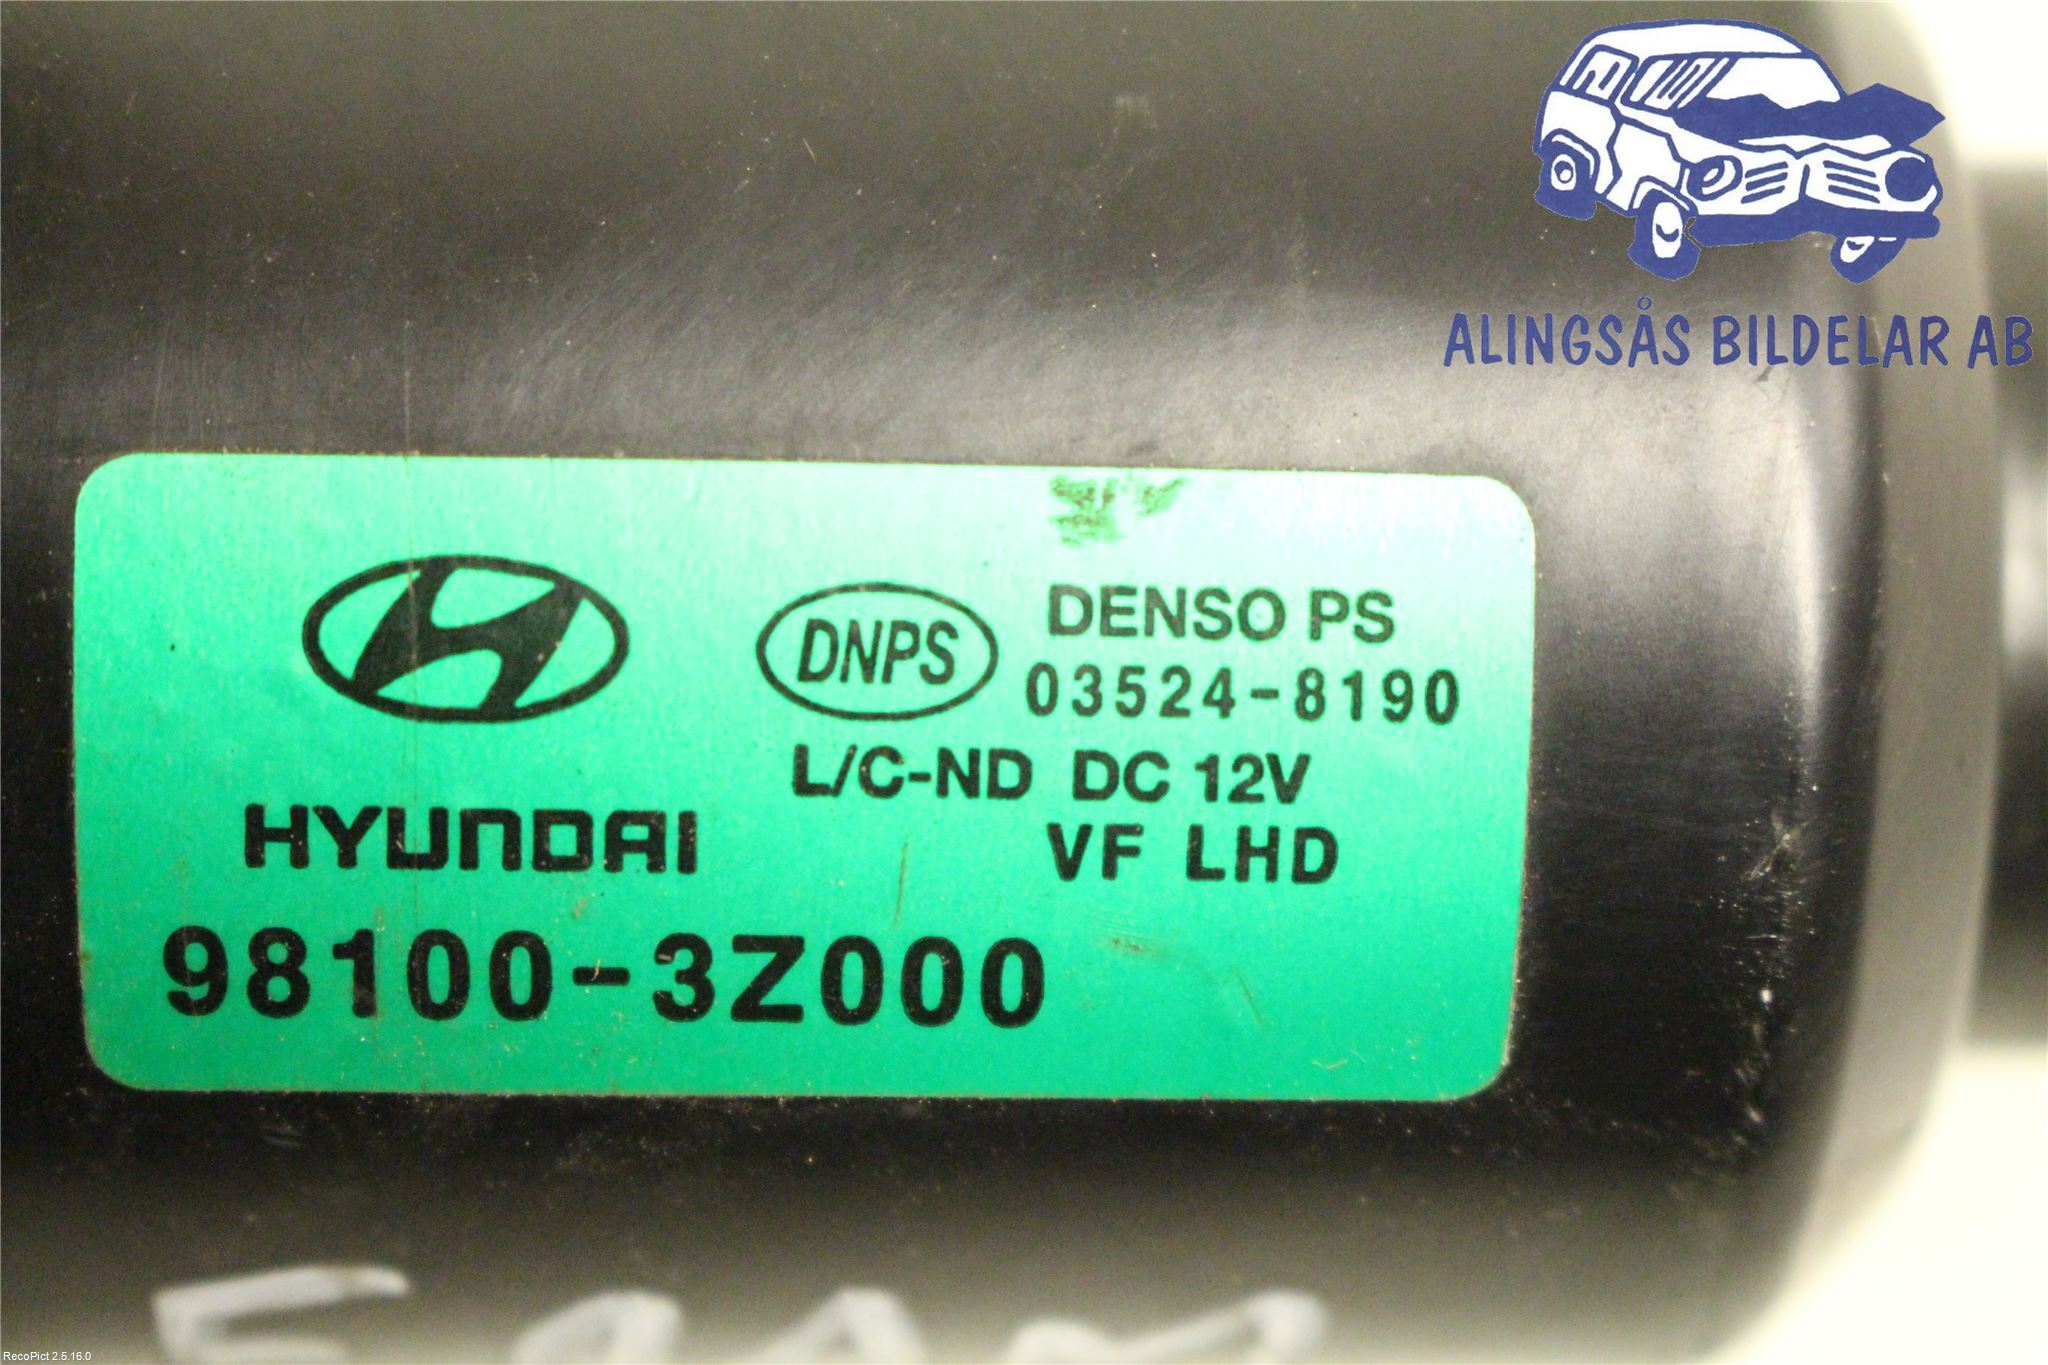 ALINGSÅS BILDELAR AB
DNPS
DENSO PS
03524-8190
L/C-ND DC 12V
HYUNDAI
VF LHD
98100-3Z000
RecoPict 2.5.16.0